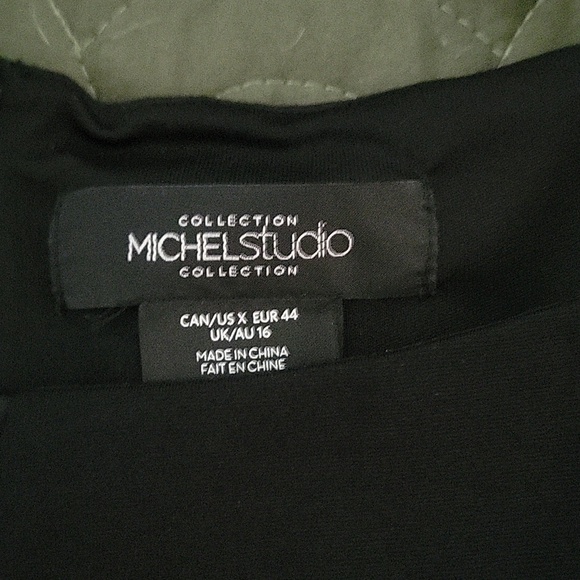 COLLECTION
MICHELstudio
COLLECTION
CAN/US X EUR 44
UK/AU 16
MADE IN CHINA
FAIT EN CHINE